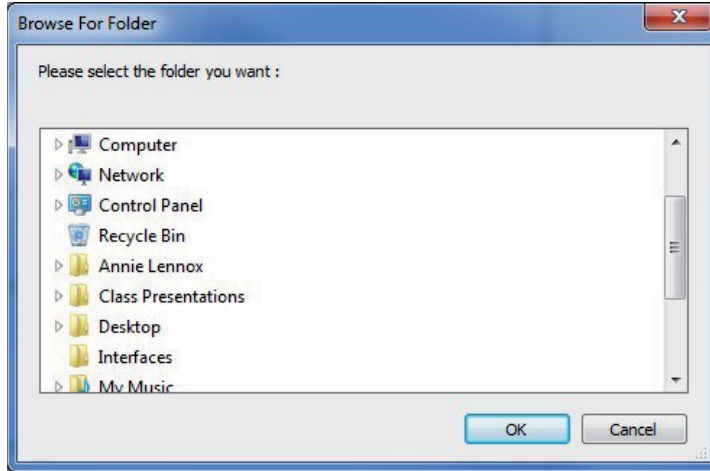 Browse For Folder
Please select the folder you want :
Computer
Network
Control Panel
Recycle Bin
Annie Lennox
Class Presentations
Desktop
Interfaces
My Music
OK Cancel